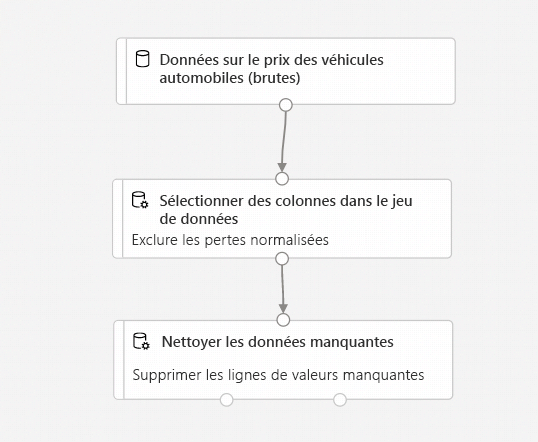 Données sur le prix des véhicules
automobiles (brutes)
Sélectionner des colonnes dans le jeu
de données
Exclure les pertes normalisées
Nettoyer les données manquantes
Supprimer les lignes de valeurs manquantes